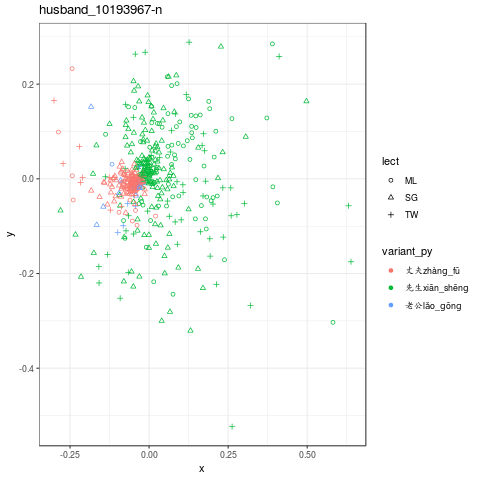 husband_10193967-n
0.2
0.0
-0.2
-0.4
y
-0.25
0.00
0.25
0.50
x
lect
ML
SG
TW
variant_py
丈夫zhàng_fū
先生xiān_shēng
老公lǎo_gōng